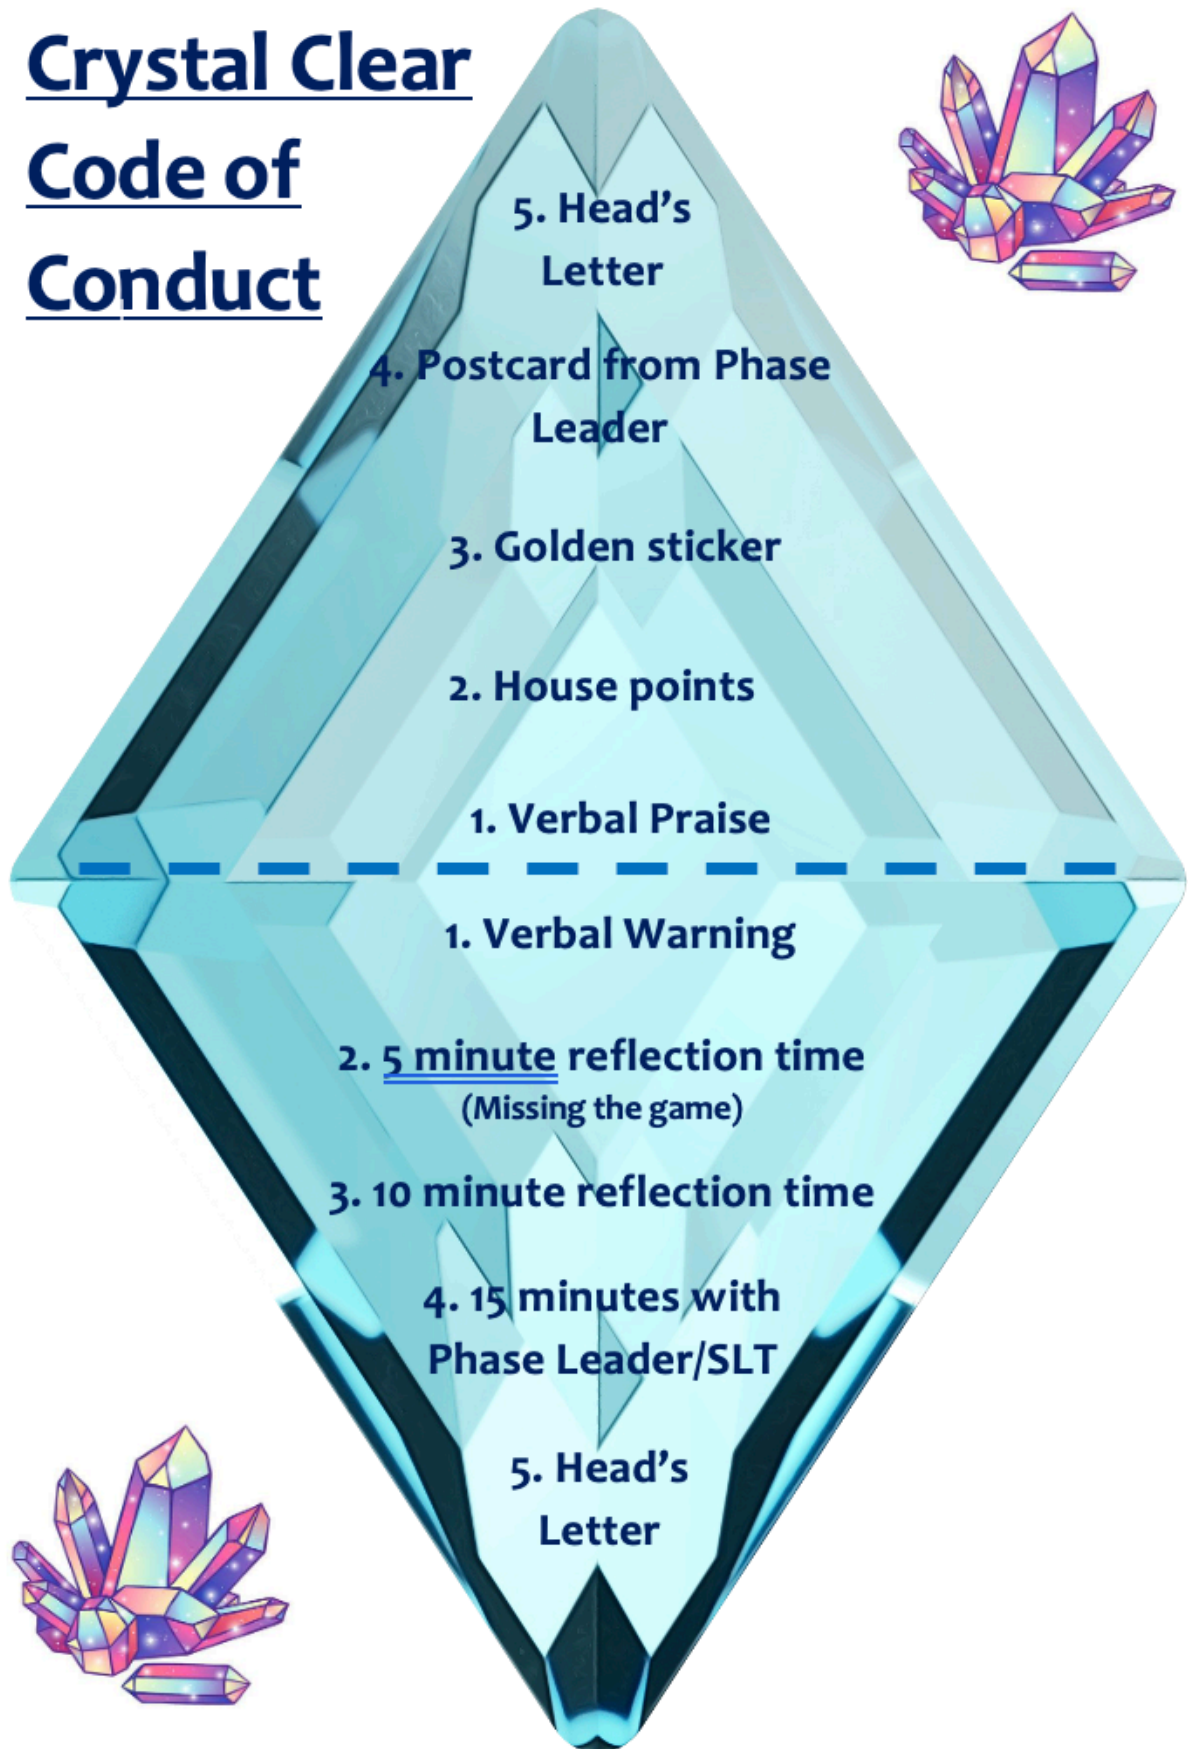 Crystal Clear
Code of
Conduct
5. Head’s
Letter
4. Postcard from Phase
Leader
3. Golden sticker
2. House points
1. Verbal Praise
1. Verbal Warning
2. 5 minute reflection time
(Missing the game)
3. 10 minute reflection time
4. 15 minutes with
Phase Leader/SLT
5. Head’s
Letter